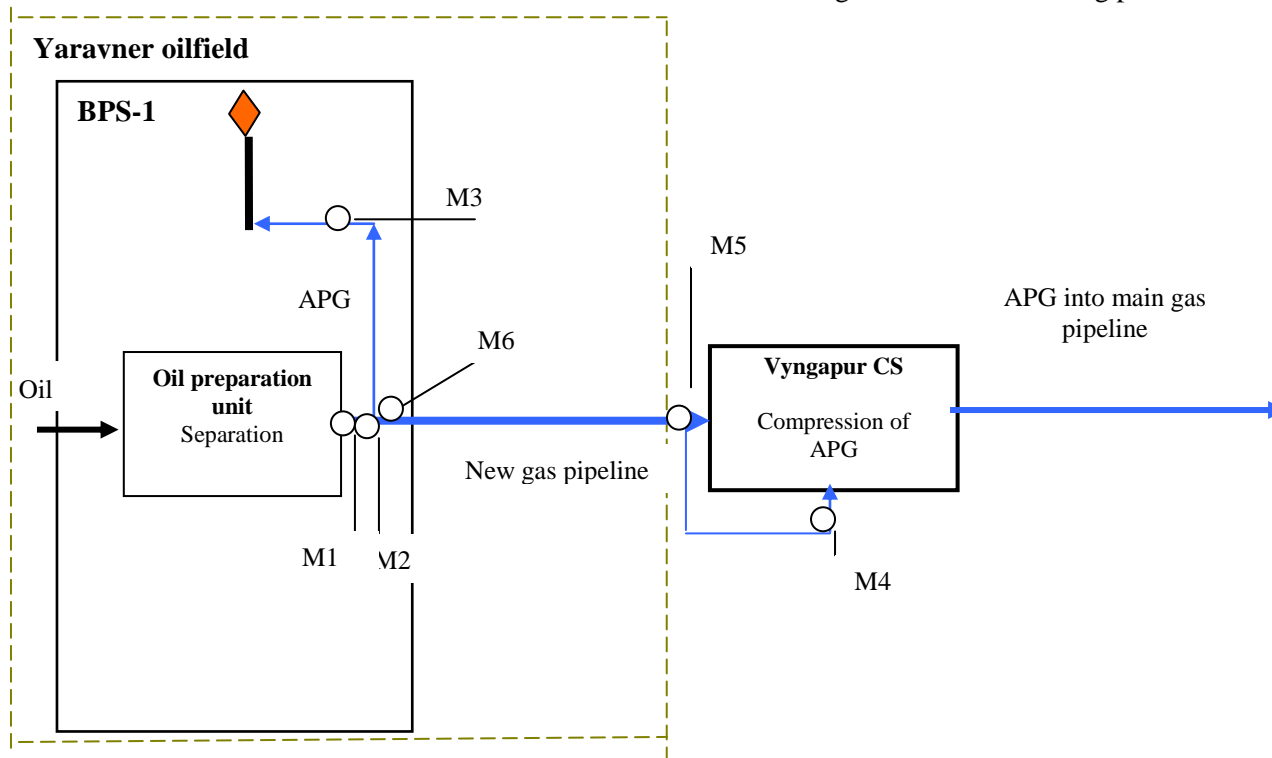 Yaravner oilfield
BPS-1
M3
M5
APG
APG into main gas
pipeline
M6
Oil
Oil preparation
unit
Separation
Vyngapur CS
Compression of
APG
New gas pipeline
M1
M2
M4